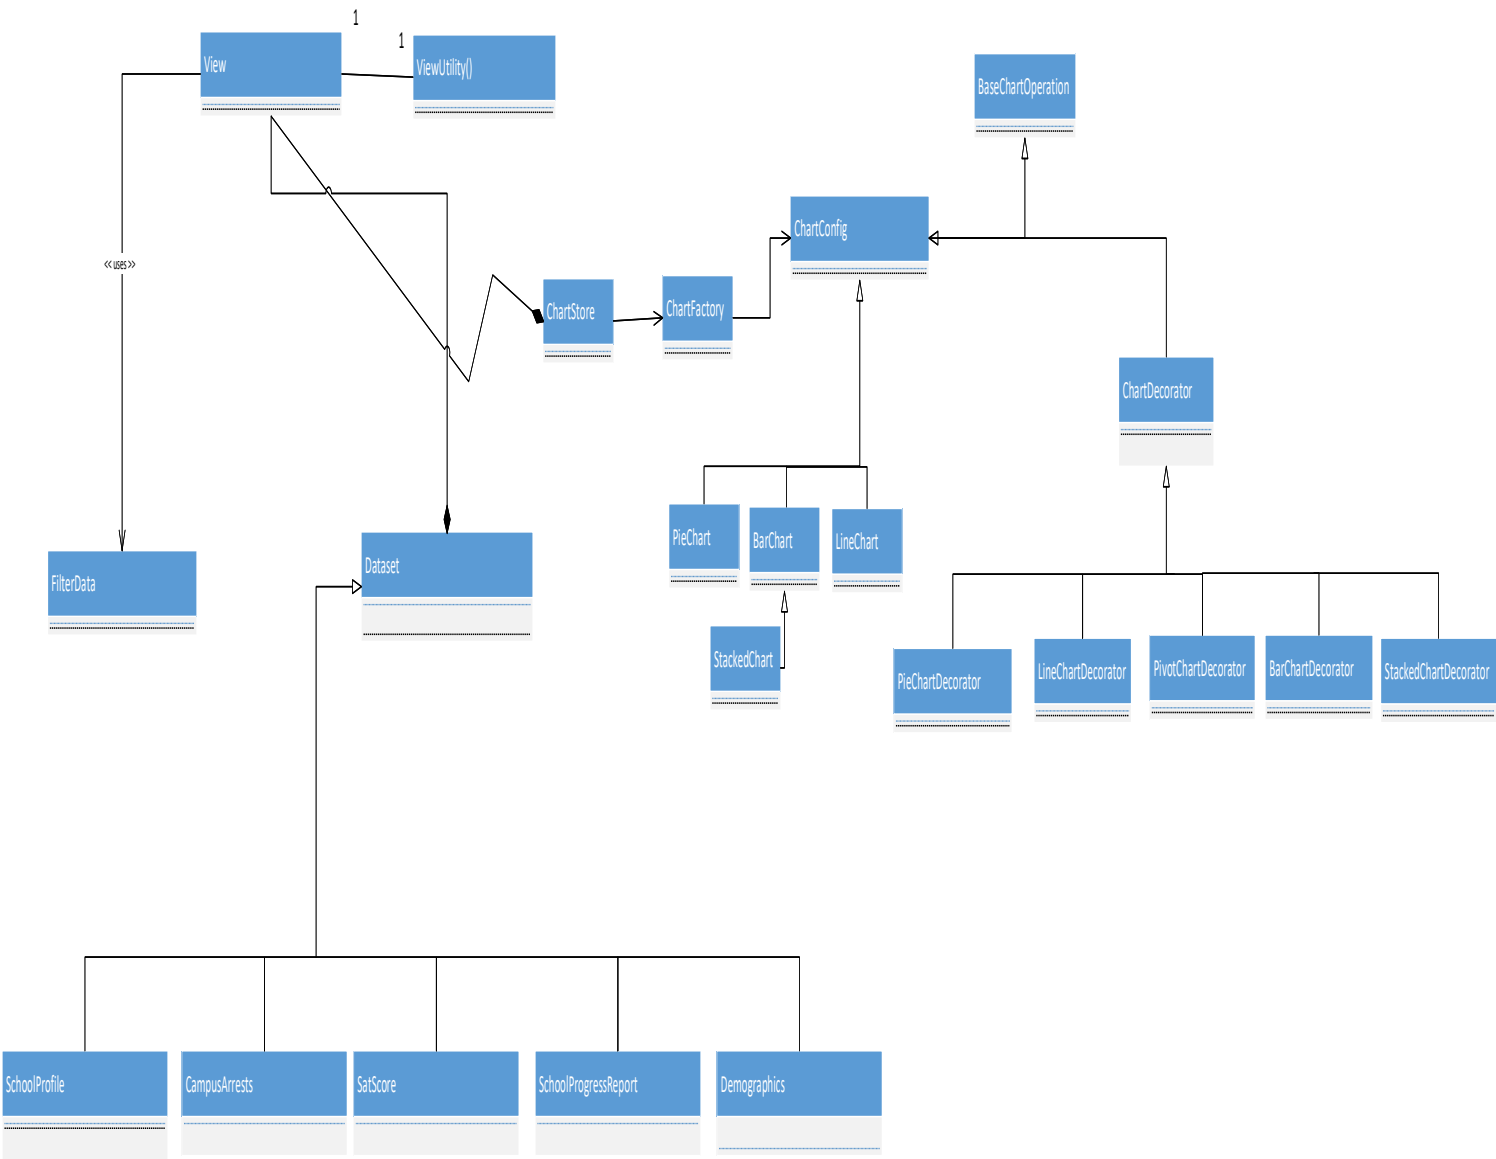 1
1
View
ViewUtility()
BaseChartOperation
ChartConfig
<< uses >>
ChartStore
ChartFactory
ChartDecorator
PieChart
BarChart
LineChart
Dataset
FilterData
StackedChart
PieChartDecorator
LineChartDecorator
PivotChartDecorator
BarChartDecorator
StackedChartDecorator
SchoolProfile
CampusArrests
SatScore
SchoolProgressReport
Demographics